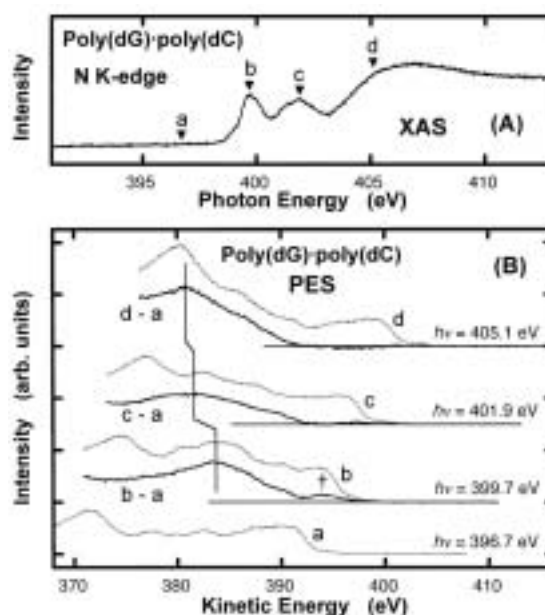 Poly(dG)·poly(dC)
N K-edge
a
b
c
d
XAS
(A)
Intensity
395
400
405
410
Photon Energy (eV)
Poly(dG)·poly(dC)
(B)
PES
d
d - a
hν = 405.1 eV
c
c - a
hν = 401.9 eV
†
b
b - a
hν = 399.7 eV
a
hν = 396.7 eV
Intensity (arb. units)
370
380
390
400
410
Kinetic Energy (eV)